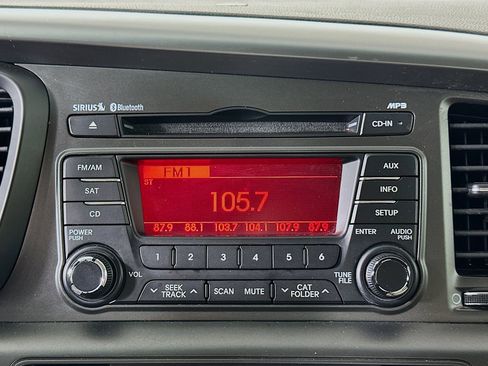 SIRIUS Bluetooth MP3
CD-IN
FM/AM FM1 AUX
ST
SAT 105.7 INFO
CD 87.9 88.1 103.7 104.1 107.9 87.9 SETUP
POWER PUSH ENTER AUDIO PUSH
1 2 3 4 5 6
VOL SEEK TRACK SCAN MUTE CAT FOLDER TUNE FILE